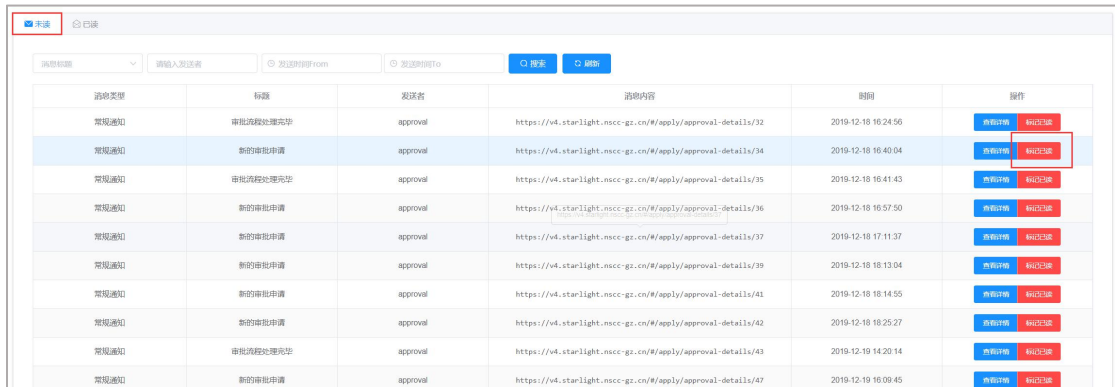 未读 已读
消息标题 请输入发送者 发送时间From 发送时间To 搜索 刷新
消息类型 标题 发送者 消息内容 时间 操作
常规通知 审批流程处理完毕 approval https://v4.starlight.nscc-gz.cn/#/apply/approval-details/32 2019-12-18 16:24:56 查看详情 标记已读
常规通知 新的审批申请 approval https://v4.starlight.nscc-gz.cn/#/apply/approval-details/34 2019-12-18 16:40:04 查看详情 标记已读
常规通知 审批流程处理完毕 approval https://v4.starlight.nscc-gz.cn/#/apply/approval-details/35 2019-12-18 16:41:43 查看详情 标记已读
常规通知 新的审批申请 approval https://v4.starlight.nscc-gz.cn/#/apply/approval-details/36 2019-12-18 16:57:50 查看详情 标记已读
https://v4.starlight.nscc-gz.cn/#/apply/approval-details/37
常规通知 新的审批申请 approval https://v4.starlight.nscc-gz.cn/#/apply/approval-details/37 2019-12-18 17:11:37 查看详情 标记已读
常规通知 新的审批申请 approval https://v4.starlight.nscc-gz.cn/#/apply/approval-details/39 2019-12-18 18:13:04 查看详情 标记已读
常规通知 新的审批申请 approval https://v4.starlight.nscc-gz.cn/#/apply/approval-details/41 2019-12-18 18:14:55 查看详情 标记已读
常规通知 新的审批申请 approval https://v4.starlight.nscc-gz.cn/#/apply/approval-details/42 2019-12-18 18:25:27 查看详情 标记已读
常规通知 审批流程处理完毕 approval https://v4.starlight.nscc-gz.cn/#/apply/approval-details/43 2019-12-19 14:20:14 查看详情 标记已读
常规通知 新的审批申请 approval https://v4.starlight.nscc-gz.cn/#/apply/approval-details/47 2019-12-19 16:09:45 查看详情 标记已读